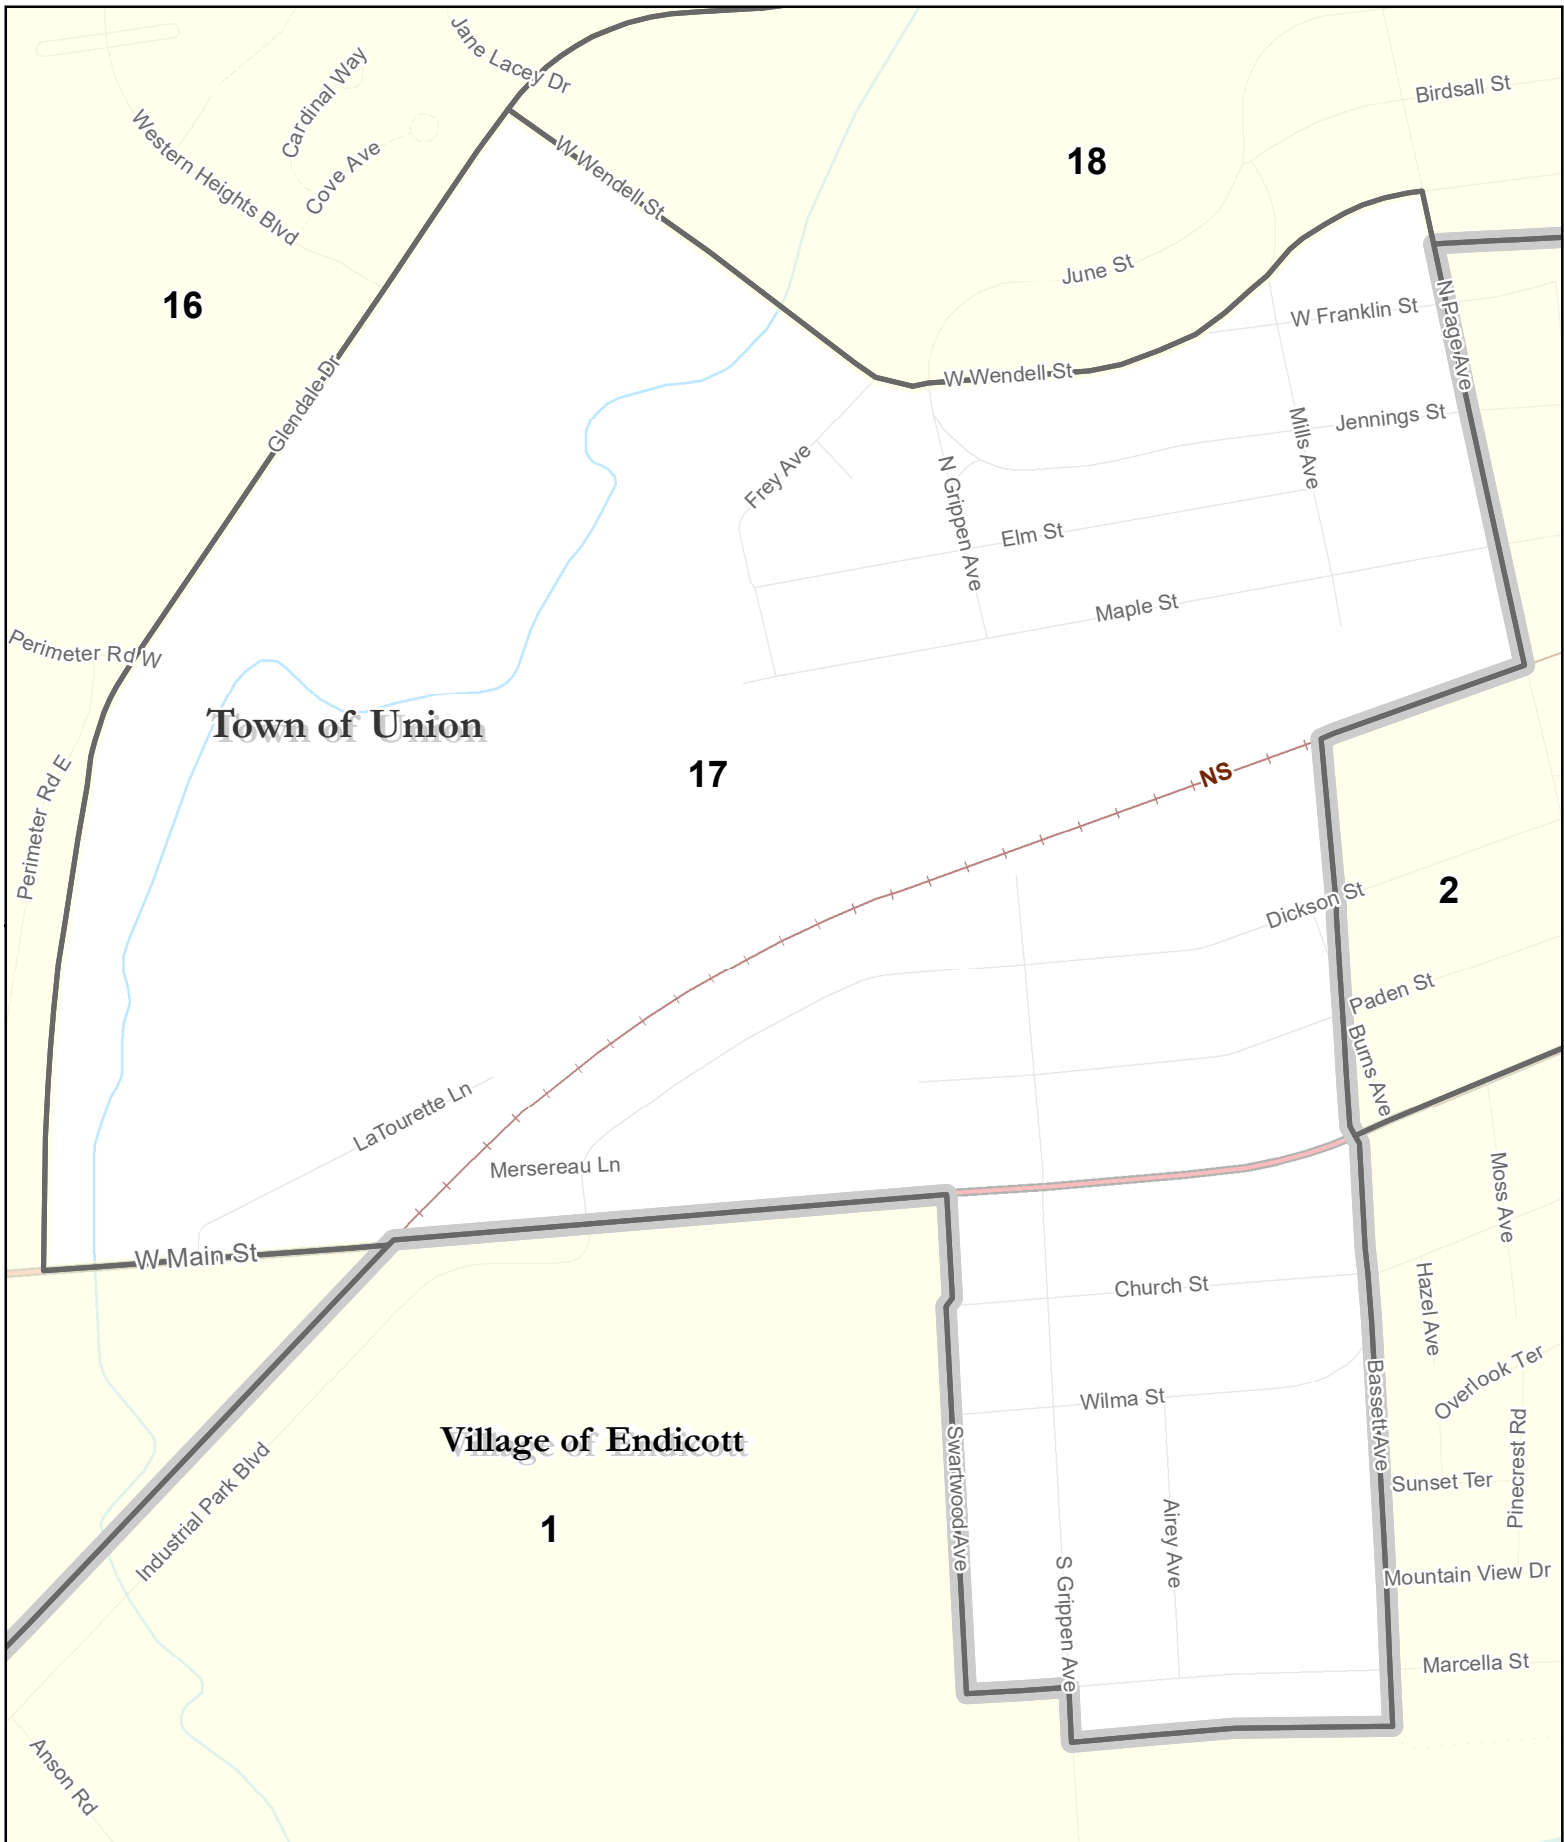 Jane Lacey Dr
Cardinal Way
Birdsall St
Western Heights Blvd
Cove Ave
W Wendell St
18
June St
16
W Franklin St
N Page Ave
Glendale Dr
W Wendell St
Mills Ave
Jennings St
Frey Ave
N Grippen Ave
Elm St
Maple St
Perimeter Rd W
Town of Union
17
NS
Perimeter Rd E
Dickson St
2
Paden St
Burns Ave
LaTourette Ln
Mersereau Ln
Moss Ave
W Main St
Church St
Hazel Ave
Overlook Ter
Bassett Ave
Wilma St
Village of Endicott
Swartwood Ave
Pinecrest Rd
Sunset Ter
Industrial Park Blvd
1
Airey Ave
S Grippen Ave
Mountain View Dr
Marcella St
Anson Rd